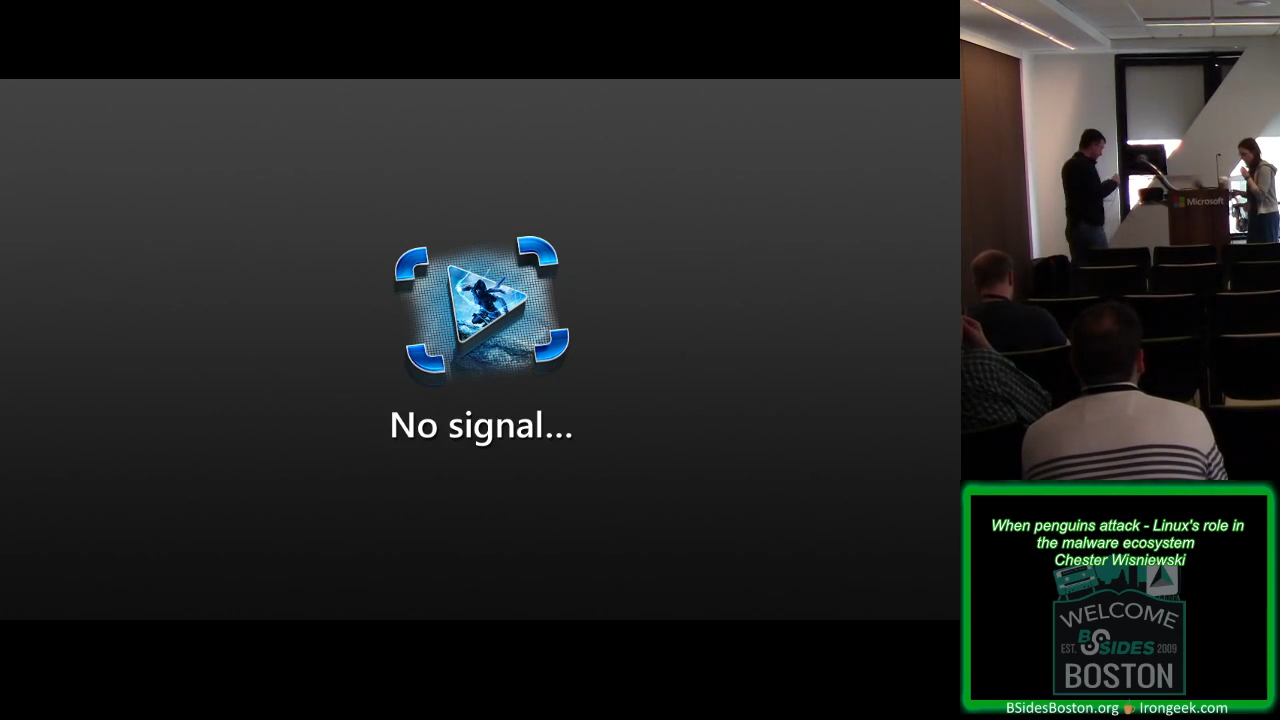 No signal...
Microsoft
When penguins attack - Linux's role in
the malware ecosystem
Chester Wisniewski
WELCOME
EST. BSIDES 2009
BOSTON
BSidesBoston.org Irongeek.com